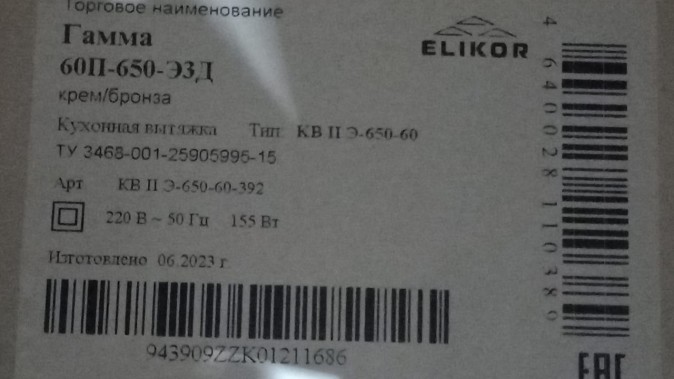 Торговое наименование
Гамма
60П-650-Э3Д
крем/бронза
ELIKOR
Кухонная вытяжка Тип КВ II Э-650-60
ТУ 3468-001-25905995-15
Арт КВ II Э-650-60-392
220 В ~ 50 Гц 155 Вт
Изготовлено 06.2023 г
943909ZZK01211686
4 640028 110380
EAC